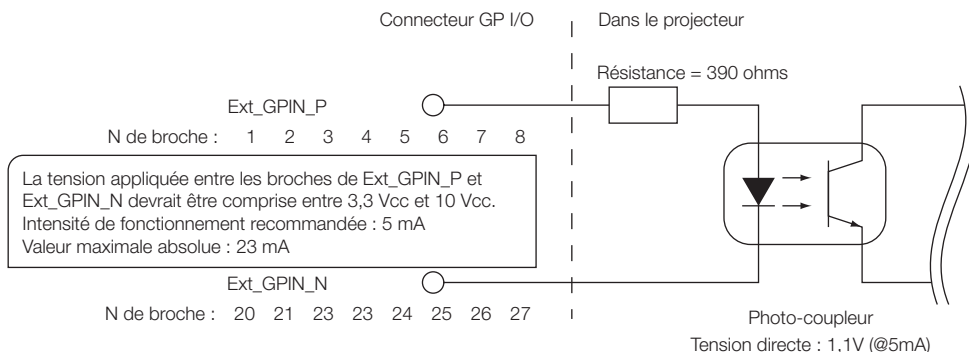 Connecteur GP I/O
Dans le projecteur
Résistance = 390 ohms
Ext_GPIN_P
N de broche : 1 2 3 4 5 6 7 8
La tension appliquée entre les broches de Ext_GPIN_P et
Ext_GPIN_N devrait être comprise entre 3,3 Vcc et 10 Vcc.
Intensité de fonctionnement recommandée : 5 mA
Valeur maximale absolue : 23 mA
Ext_GPIN_N
N de broche : 20 21 23 23 24 25 26 27
Photo-coupleur
Tension directe : 1,1V (@5mA)